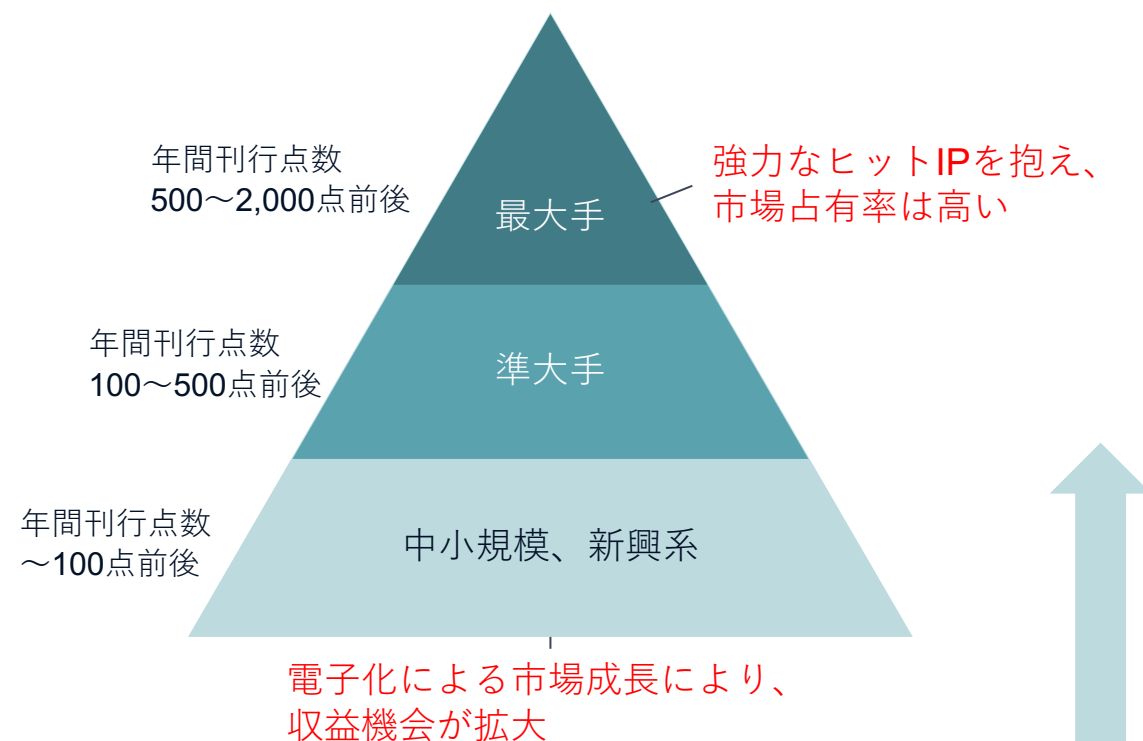 年間刊行点数
500～2,000点前後
最大手
強力なヒットIPを抱え、
市場占有率は高い
年間刊行点数
100～500点前後
準大手
年間刊行点数
～100点前後
中小規模、新興系
電子化による市場成長により、
収益機会が拡大